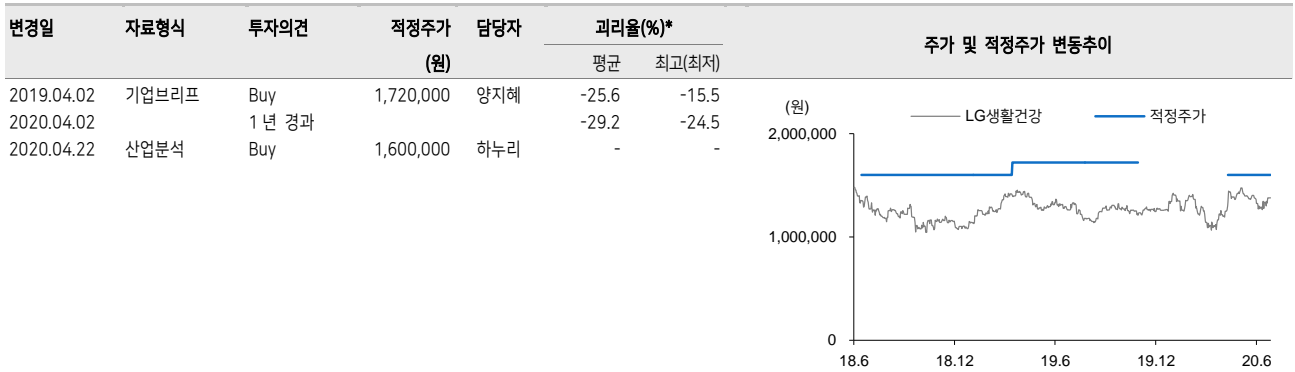 변경일 자료형식 투자의견 적정주가 담당자 괴리율(%)* 주가 및 적정주가 변동추이
(원) 평균 최고(최저)
2019.04.02 기업브리프 Buy 1,720,000 양지혜 -25.6 -15.5
2020.04.02 1년 경과 -29.2 -24.5
2020.04.22 산업분석 Buy 1,600,000 하누리 - -
(원) LG생활건강 적정주가
2,000,000
1,000,000
0
18.6 18.12 19.6 19.12 20.6